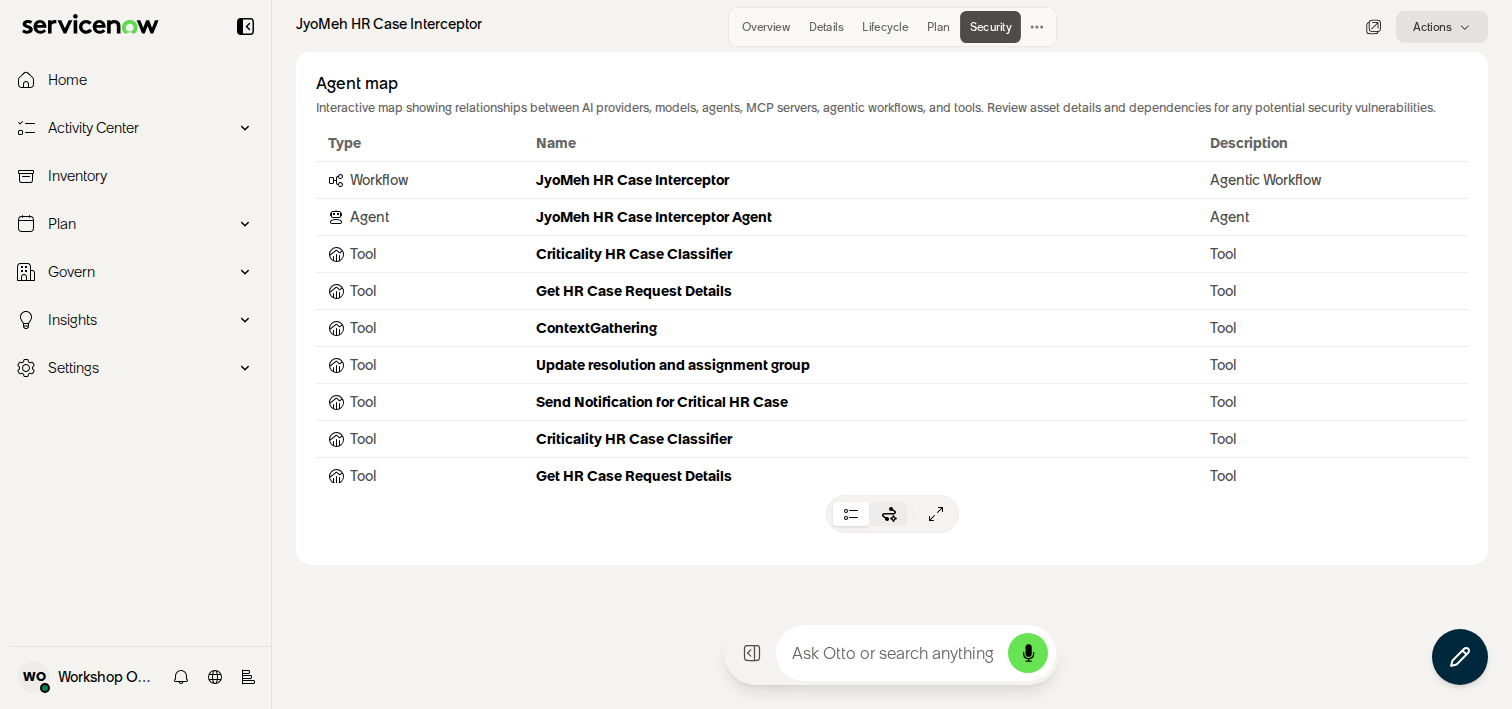 servicenow
Home
Activity Center
Inventory
Plan
Govern
Insights
Settings
WO
Workshop O...
JyoMeh HR Case Interceptor
Overview Details Lifecycle Plan Security
Actions
Agent map
Interactive map showing relationships between AI providers, models, agents, MCP servers, agentic workflows, and tools. Review asset details and dependencies for any potential security vulnerabilities.
Type Name Description
Workflow JyoMeh HR Case Interceptor Agentic Workflow
Agent JyoMeh HR Case Interceptor Agent Agent
Tool Criticality HR Case Classifier Tool
Tool Get HR Case Request Details Tool
Tool ContextGathering Tool
Tool Update resolution and assignment group Tool
Tool Send Notification for Critical HR Case Tool
Tool Criticality HR Case Classifier Tool
Tool Get HR Case Request Details Tool
Ask Otto or search anything